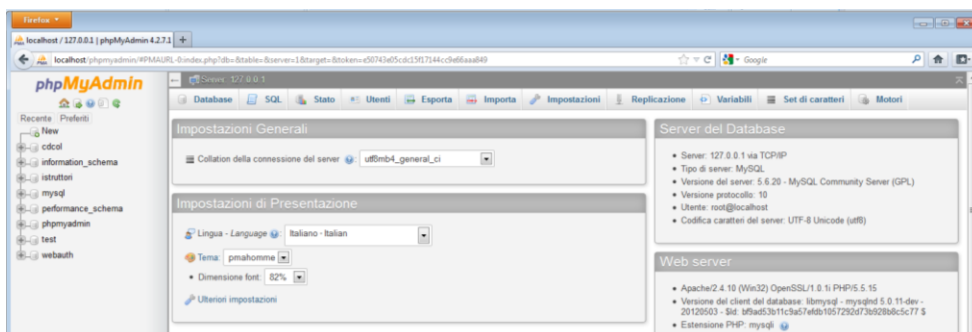 Firefox
localhost / 127.0.0.1 | phpMyAdmin 4.2.7.1
localhost/phpmyadmin/#PMAURL-0:index.php?db=&table=&server=1&target=&token=e50743e05cdc15f17144cc9e66aaa849
Google
phpMyAdmin
Recente Preferiti
New
cdcol
information_schema
istruttori
mysql
performance_schema
phpmyadmin
test
webauth
Server: 127.0.0.1
Database SQL Stato Utenti Esporta Importa Impostazioni Replicazione Variabili Set di caratteri Motori
Impostazioni Generali
Collation della connessione del server : utf8mb4_general_ci
Impostazioni di Presentazione
Lingua - Language : Italiano - Italian
Tema: pmahomme
• Dimensione font: 82%
Ulteriori impostazioni
Server del Database
• Server: 127.0.0.1 via TCP/IP
• Tipo di server: MySQL
• Versione del server: 5.6.20 - MySQL Community Server (GPL)
• Versione protocollo: 10
• Utente: root@localhost
• Codifica caratteri del server: UTF-8 Unicode (utf8)
Web server
• Apache/2.4.10 (Win32) OpenSSL/1.0.1i PHP/5.5.15
• Versione del client del database: libmysql - mysqlnd 5.0.11-dev -
20120503 - $Id: bf9ad53b11c9a57efdb1057292d73b928b8c5c77 $
• Estensione PHP: mysqli